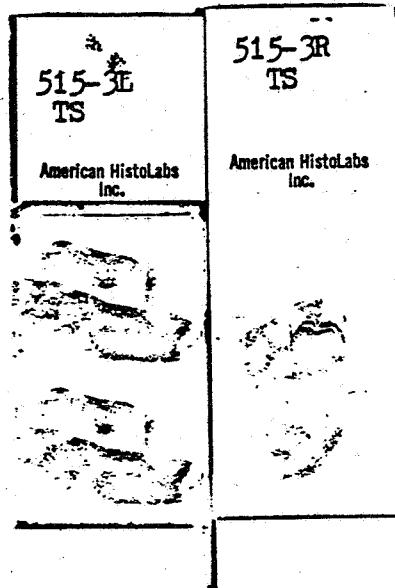 515-3L
TS
American HistoLabs
Inc.
515-3R
TS
American HistoLabs
Inc.